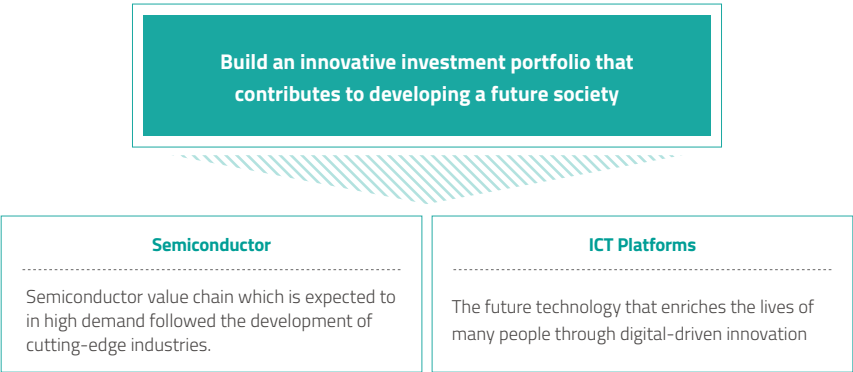 Build an innovative investment portfolio that
contributes to developing a future society
Semiconductor
Semiconductor value chain which is expected to
in high demand followed the development of
cutting-edge industries.
ICT Platforms
The future technology that enriches the lives of
many people through digital-driven innovation